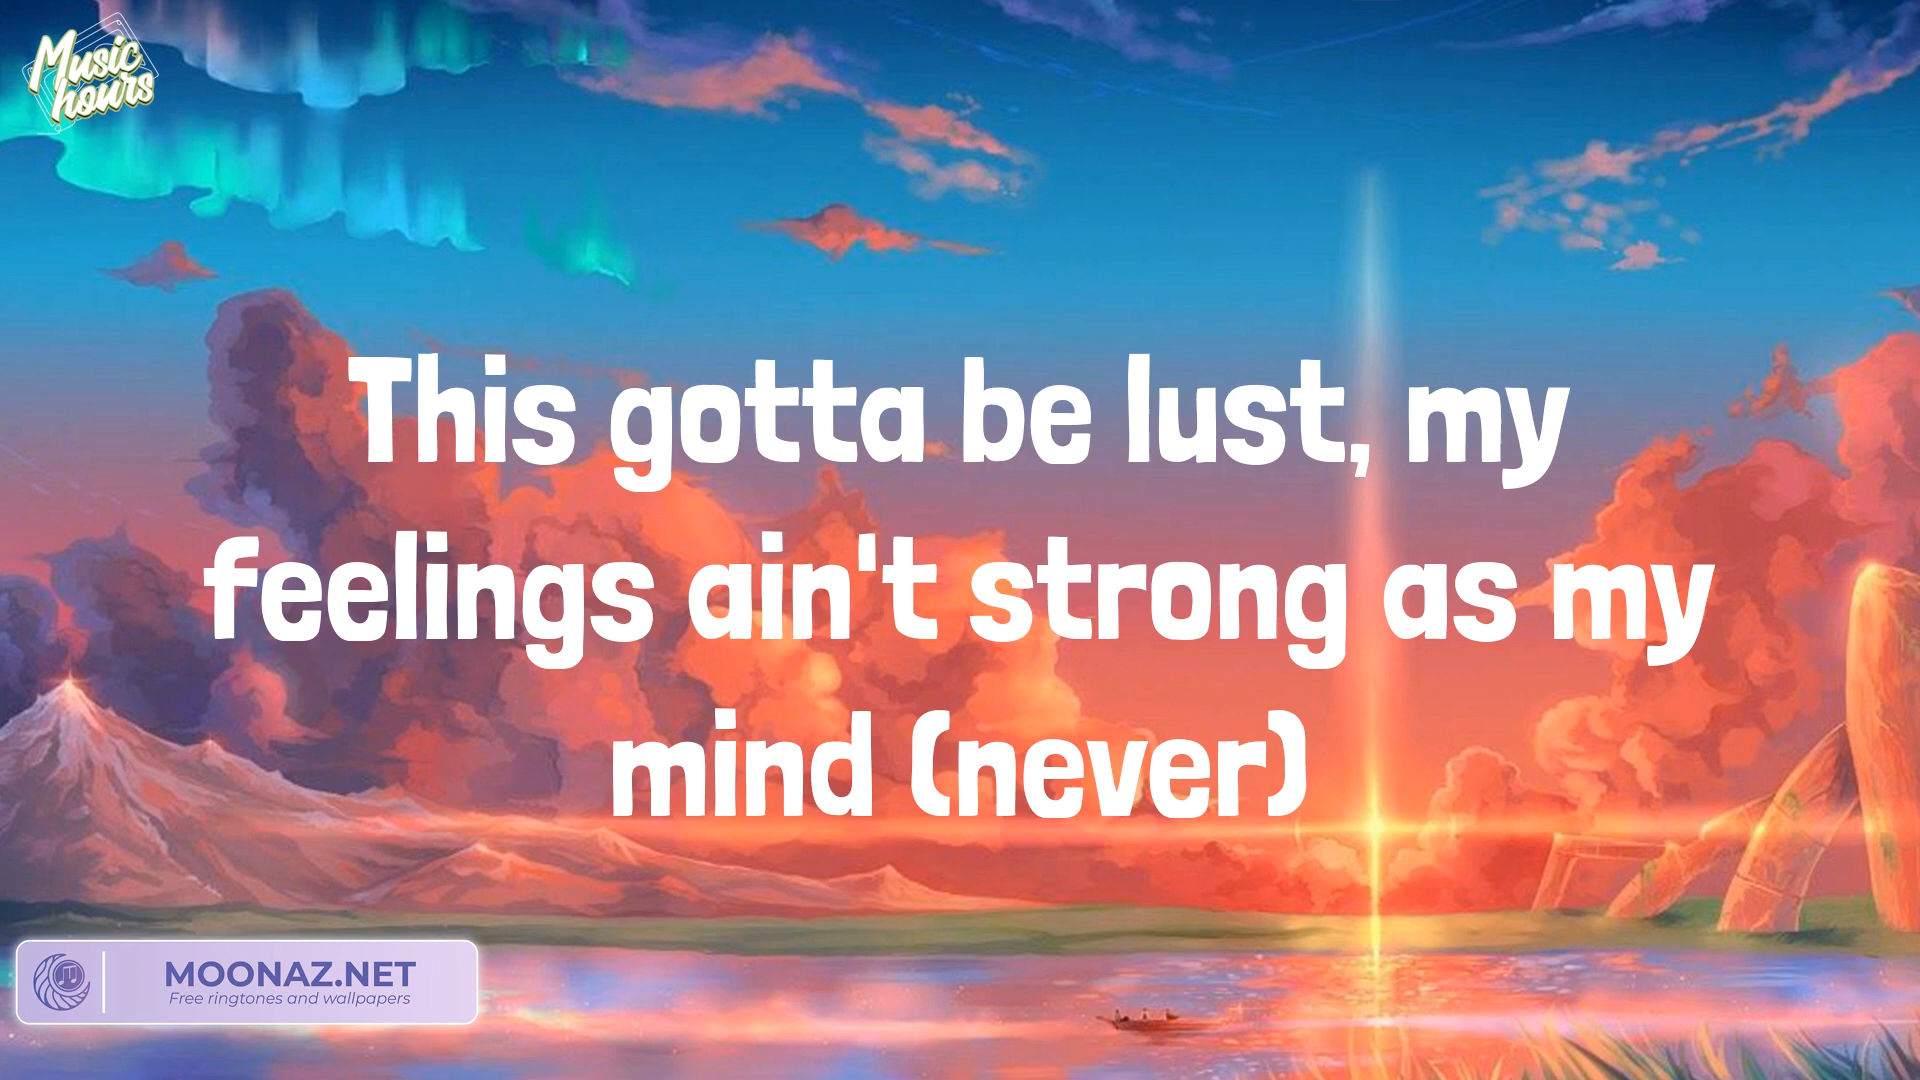 Music
hours
This gotta be lust, my
feelings ain't strong as my
mind (never)
MOONAZ.NET
Free ringtones and wallpapers